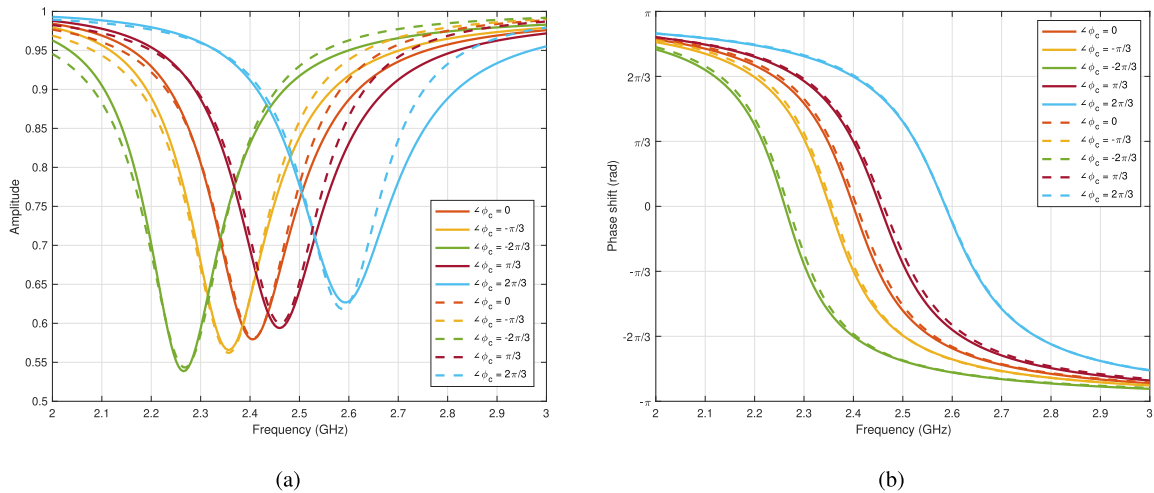 1
0.95
0.9
0.85
0.8
0.75
0.7
0.65
0.6
0.55
0.5
Amplitude
2 2.1 2.2 2.3 2.4 2.5 2.6 2.7 2.8 2.9 3
Frequency (GHz)
∠ϕc = 0
∠ϕc = -π/3
∠ϕc = -2π/3
∠ϕc = π/3
∠ϕc = 2π/3
∠ϕc = 0
∠ϕc = -π/3
∠ϕc = -2π/3
∠ϕc = π/3
∠ϕc = 2π/3
(a)
π
2π/3
π/3
0
-π/3
-2π/3
-π
Phase shift (rad)
2 2.1 2.2 2.3 2.4 2.5 2.6 2.7 2.8 2.9 3
Frequency (GHz)
∠ϕc = 0
∠ϕc = -π/3
∠ϕc = -2π/3
∠ϕc = π/3
∠ϕc = 2π/3
∠ϕc = 0
∠ϕc = -π/3
∠ϕc = -2π/3
∠ϕc = π/3
∠ϕc = 2π/3
(b)